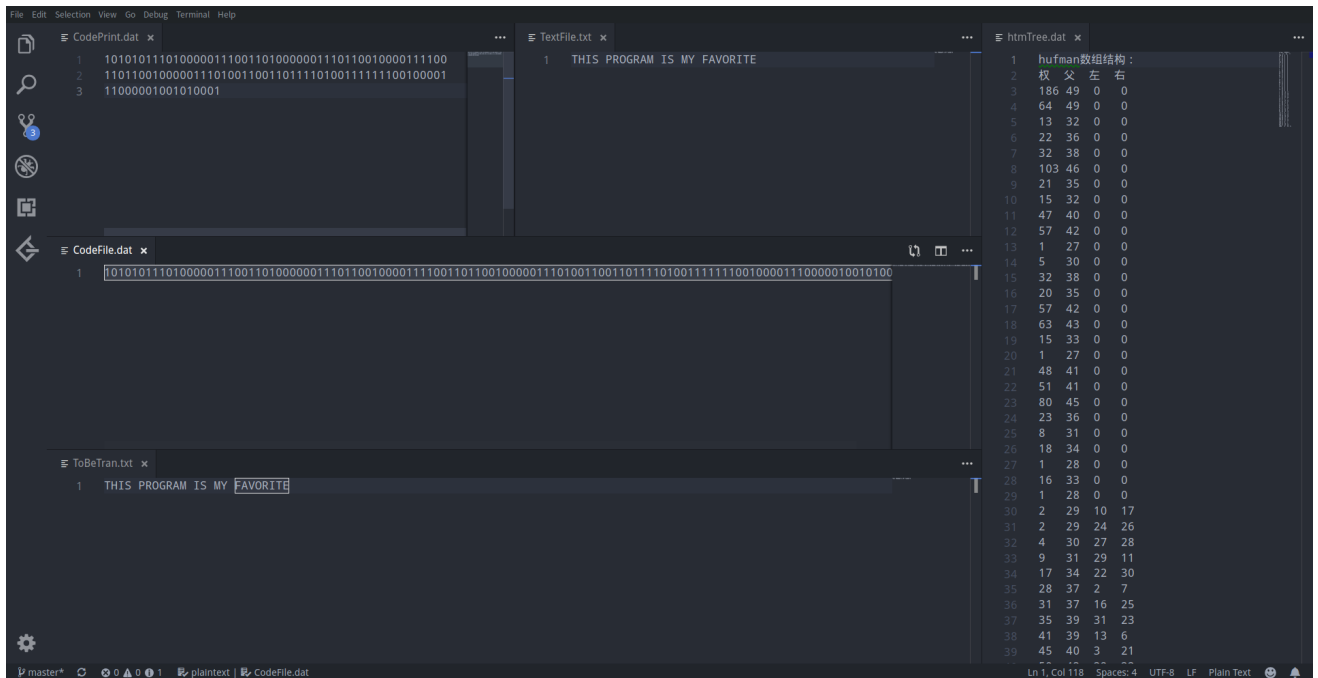 File Edit Selection View Go Debug Terminal Help
CodePrint.dat ×
1 10101011101000001110011010000001110110010000111100
2 11011001000001110100110011011110100111111100100001
3 11000001001010001
TextFile.txt ×
1 THIS PROGRAM IS MY FAVORITE
3
CodeFile.dat ×
1 101010111010000011100110100000011101100100001111001101100100000111010011001101111010011111110010000111000001001010​0
ToBeTran.txt ×
1 THIS PROGRAM IS MY FAVORITE
htmTree.dat ×
1 hufman数组结构：
2 权 父 左 右
3 186 49 0 0
4 64 49 0 0
5 13 32 0 0
6 22 36 0 0
7 32 38 0 0
8 103 46 0 0
9 21 35 0 0
10 15 32 0 0
11 47 40 0 0
12 57 42 0 0
13 1 27 0 0
14 5 30 0 0
15 32 38 0 0
16 20 35 0 0
17 57 42 0 0
18 63 43 0 0
19 15 33 0 0
20 1 27 0 0
21 48 41 0 0
22 51 41 0 0
23 80 45 0 0
24 23 36 0 0
25 8 31 0 0
26 18 34 0 0
27 1 28 0 0
28 16 33 0 0
29 1 28 0 0
30 2 29 10 17
31 2 29 24 26
32 4 30 27 28
33 9 31 29 11
34 17 34 22 30
35 28 37 2 7
36 31 37 16 25
37 35 39 31 23
38 41 39 13 6
39 45 40 3 21
master* 0 0 1 plaintext | CodeFile.dat
Ln 1, Col 118 Spaces: 4 UTF-8 LF Plain Text